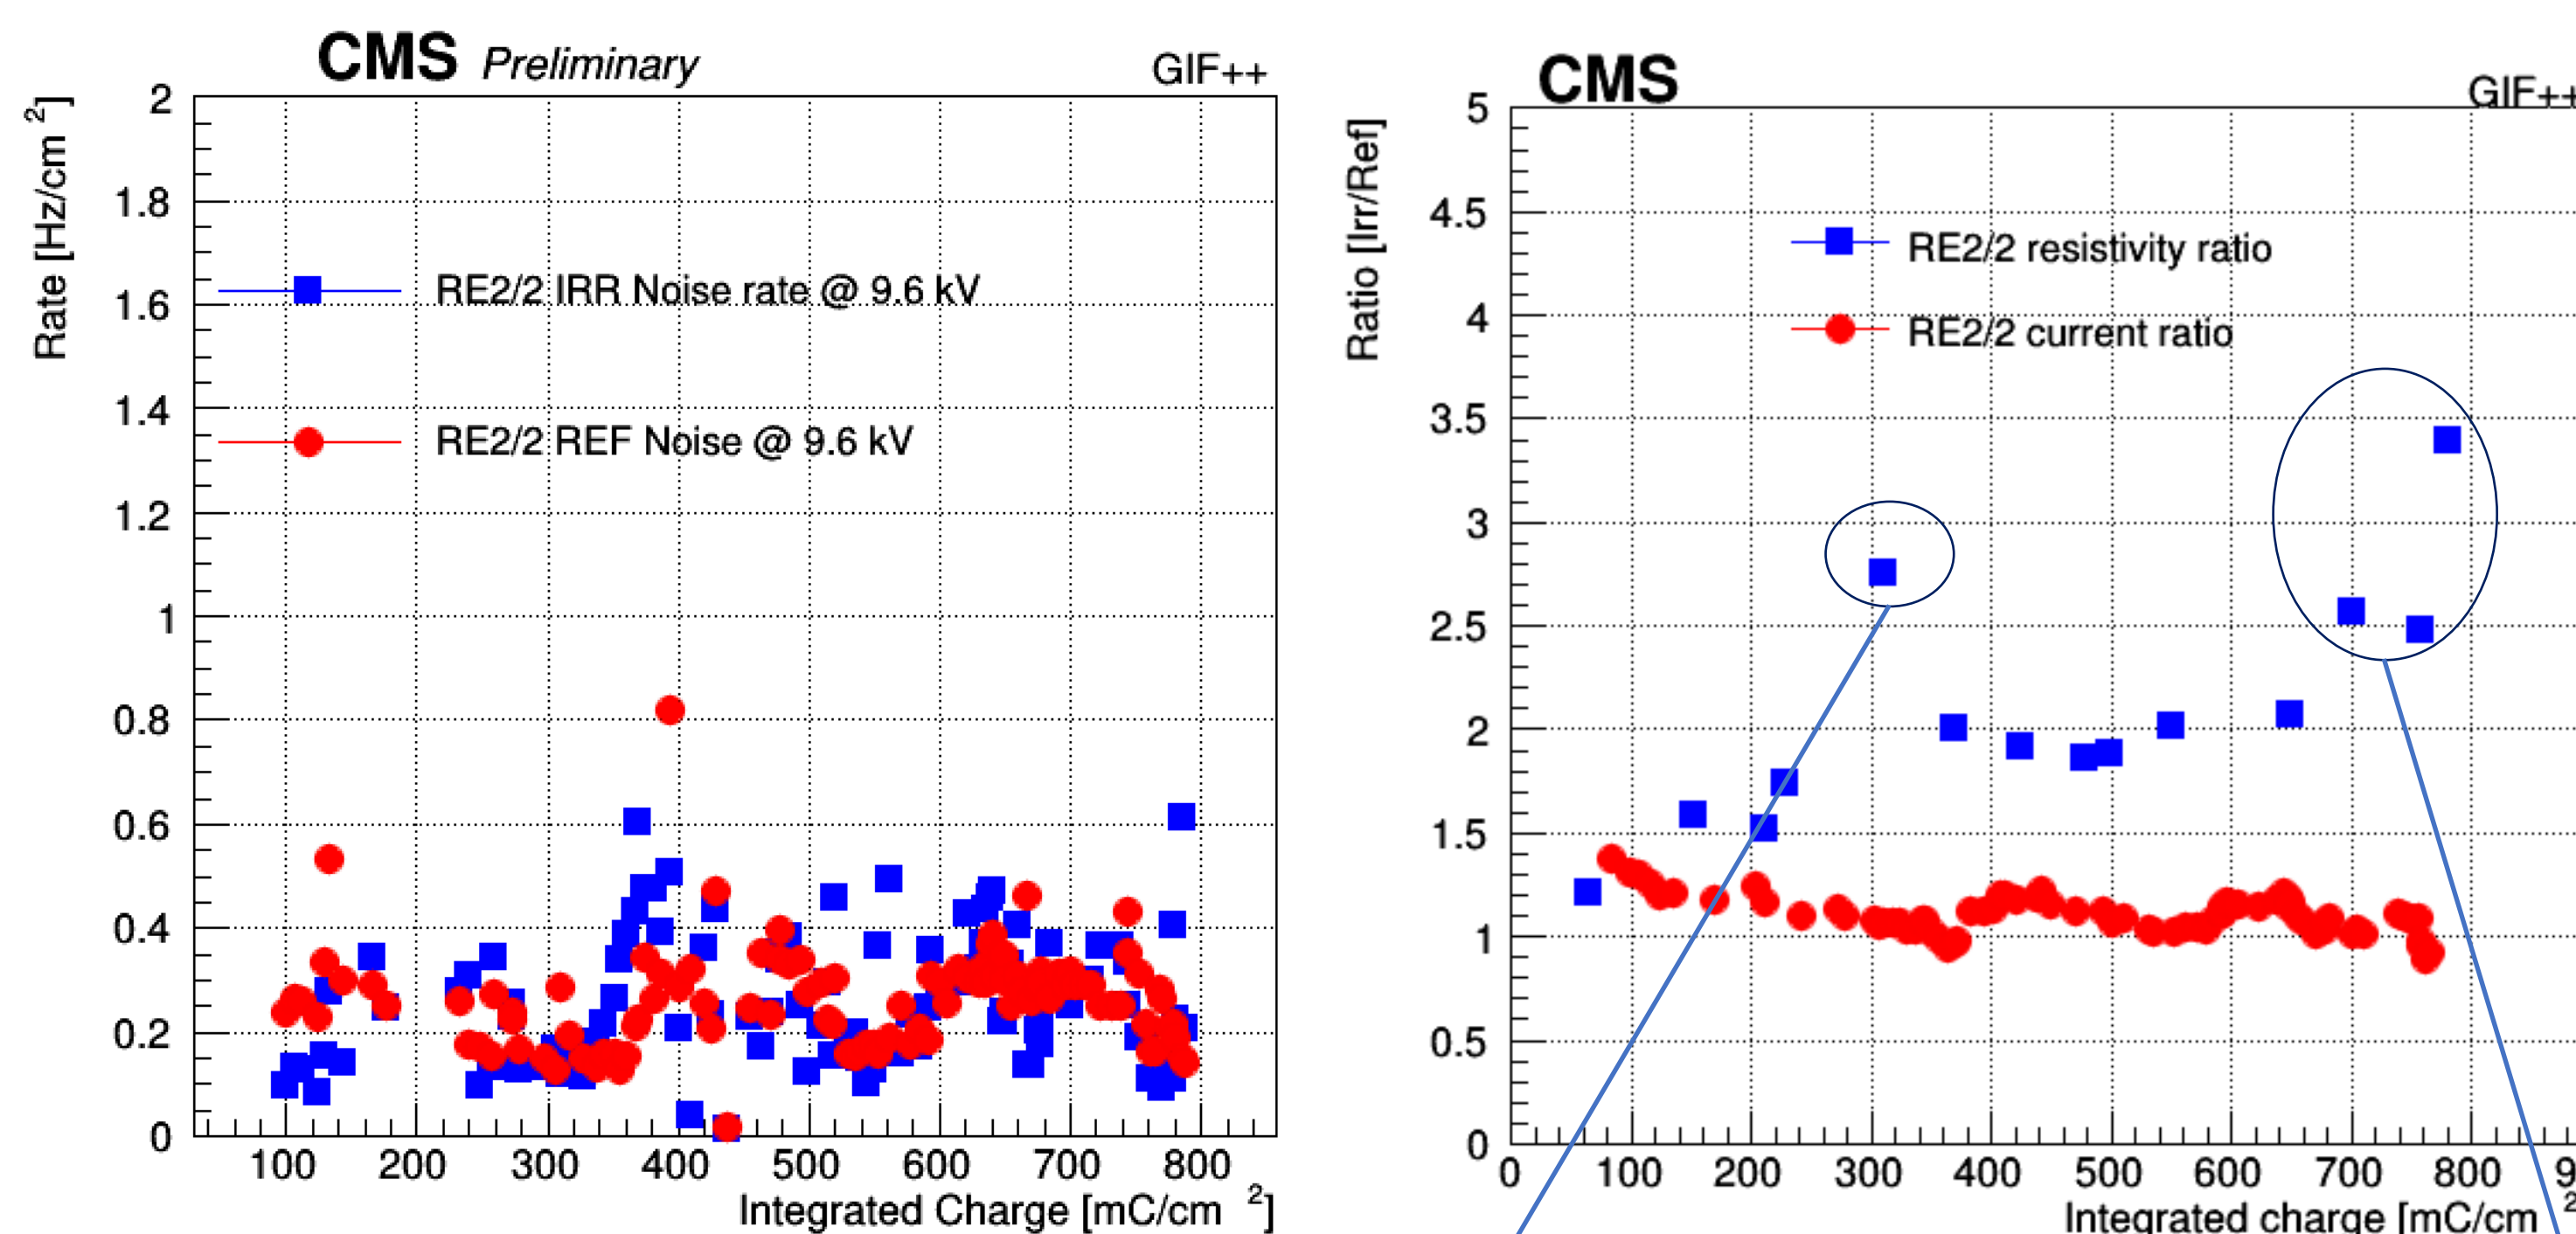 CMS Preliminary GIF++
Rate [Hz/cm 2]
2
1.8
1.6
1.4
1.2
1
0.8
0.6
0.4
0.2
0
RE2/2 IRR Noise rate @ 9.6 kV
RE2/2 REF Noise @ 9.6 kV
100 200 300 400 500 600 700 800
Integrated Charge [mC/cm 2]
CMS GIF++
Ratio [Irr/Ref]
5
4.5
4
3.5
3
2.5
2
1.5
1
0.5
0
RE2/2 resistivity ratio
RE2/2 current ratio
0 100 200 300 400 500 600 700 800 9
Integrated charge [mC/cm 2